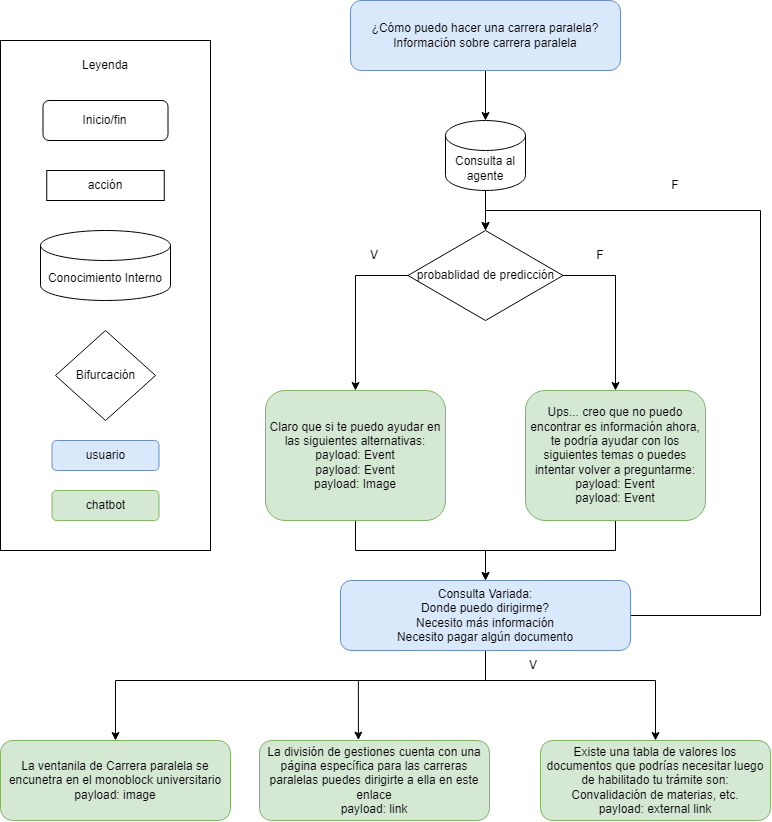 ¿Cómo puedo hacer una carrera paralela?
Información sobre carrera paralela
Leyenda
Inicio/fin
acción
Conocimiento Interno
Bifurcación
usuario
chatbot
Consulta al
agente
F
probablidad de predicción
V
F
Claro que si te puedo ayudar en
las siguientes alternativas:
payload: Event
payload: Event
payload: Image
Ups... creo que no puedo
encontrar es información ahora,
te podría ayudar con los
siguientes temas o puedes
intentar volver a preguntarme:
payload: Event
payload: Event
Consulta Variada:
Donde puedo dirigirme?
Necesito más información
Necesito pagar algún documento
V
La ventanila de Carrera paralela se
encunetra en el monoblock universitario
payload: image
La división de gestiones cuenta con una
página específica para las carreras
paralelas puedes dirigirte a ella en este
enlace
payload: link
Existe una tabla de valores los
documentos que podrías necesitar luego
de habilitado tu trámite son:
Convalidación de materias, etc.
payload: external link